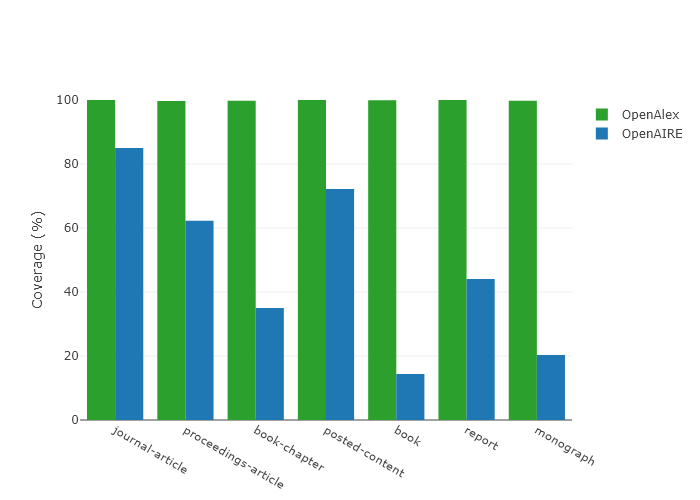 100
80
60
40
20
0
Coverage (%)
journal-article
proceedings-article
book-chapter
posted-content
book
report
monograph
OpenAlex
OpenAIRE